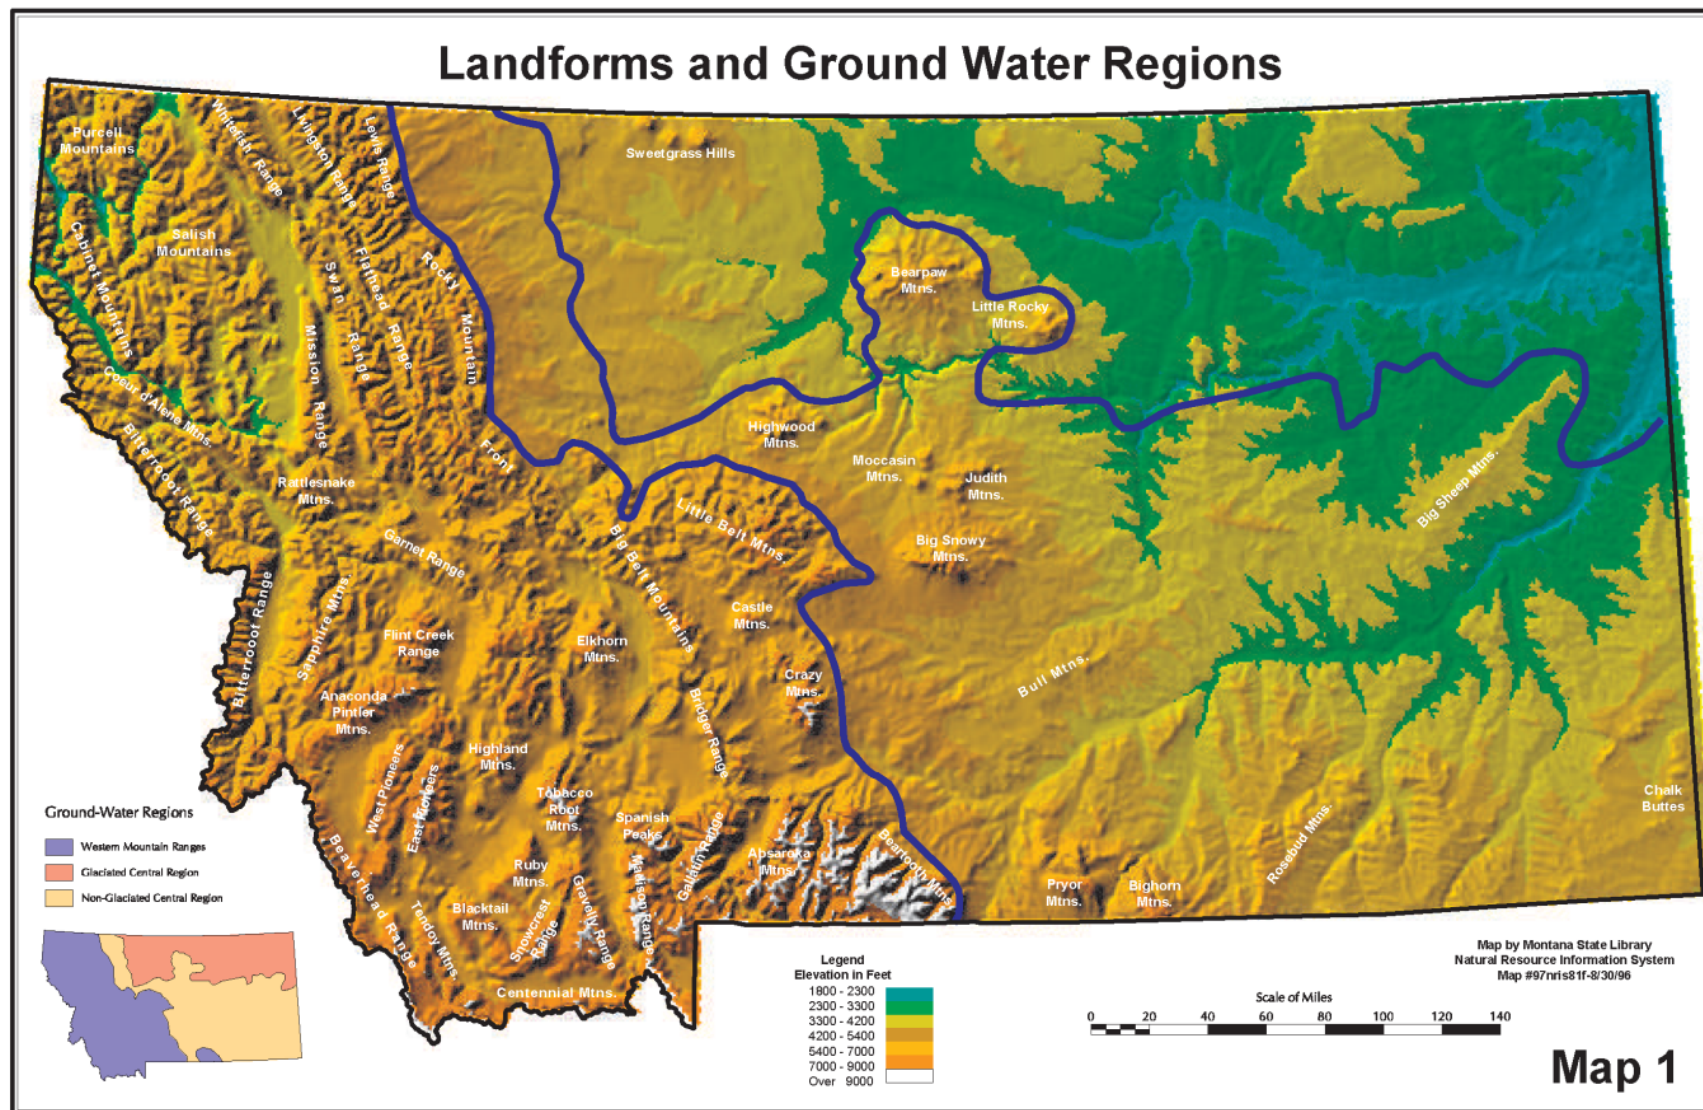 Landforms and Ground Water Regions
Purcell
Mountains
Whitefish Range
Livingston Range
Lewis Range
Sweetgrass Hills
Cabinet Mountains
Salish
Mountains
Swan Range
Flathead Range
Rocky Mountain Front
Mission Range
Bearpaw
Mtns.
Little Rocky
Mtns.
Coeur d'Alene Mtns.
Bitterrooot Range
Rattlesnake
Mtns.
Highwood
Mtns.
Moccasin
Mtns.
Judith
Mtns.
Big Sheep Mtns.
Little Belt Mtns.
Big Snowy
Mtns.
Garnet Range
Big Belt Mountains
Bitterrooot Range
Sapphire Mtns.
Flint Creek
Range
Elkhorn
Mtns.
Castle
Mtns.
Crazy
Mtns.
Bull Mtns.
Anaconda
Pintler
Mtns.
Bridger Range
West Pioneers
East Pioneers
Highland
Mtns.
Tobacco
Root
Mtns.
Spanish
Peaks
Gallatin Range
Absaroka
Mtns.
Beartooth Mtns.
Chalk
Buttes
Rosebud Mtns.
Pryor
Mtns.
Bighorn
Mtns.
Beaverhead Range
Tendoy Mtns.
Blacktail
Mtns.
Ruby
Mtns.
Snowcrest
Range
Gravelly Range
Madison Range
Centennial Mtns.
Ground-Water Regions
Western Mountain Ranges
Glaciated Central Region
Non-Glaciated Central Region
Legend
Elevation in Feet
1800 - 2300
2300 - 3300
3300 - 4200
4200 - 5400
5400 - 7000
7000 - 9000
Over 9000
Map by Montana State Library
Natural Resource Information System
Map #97nris81f-8/30/96
Scale of Miles
0 20 40 60 80 100 120 140
Map 1